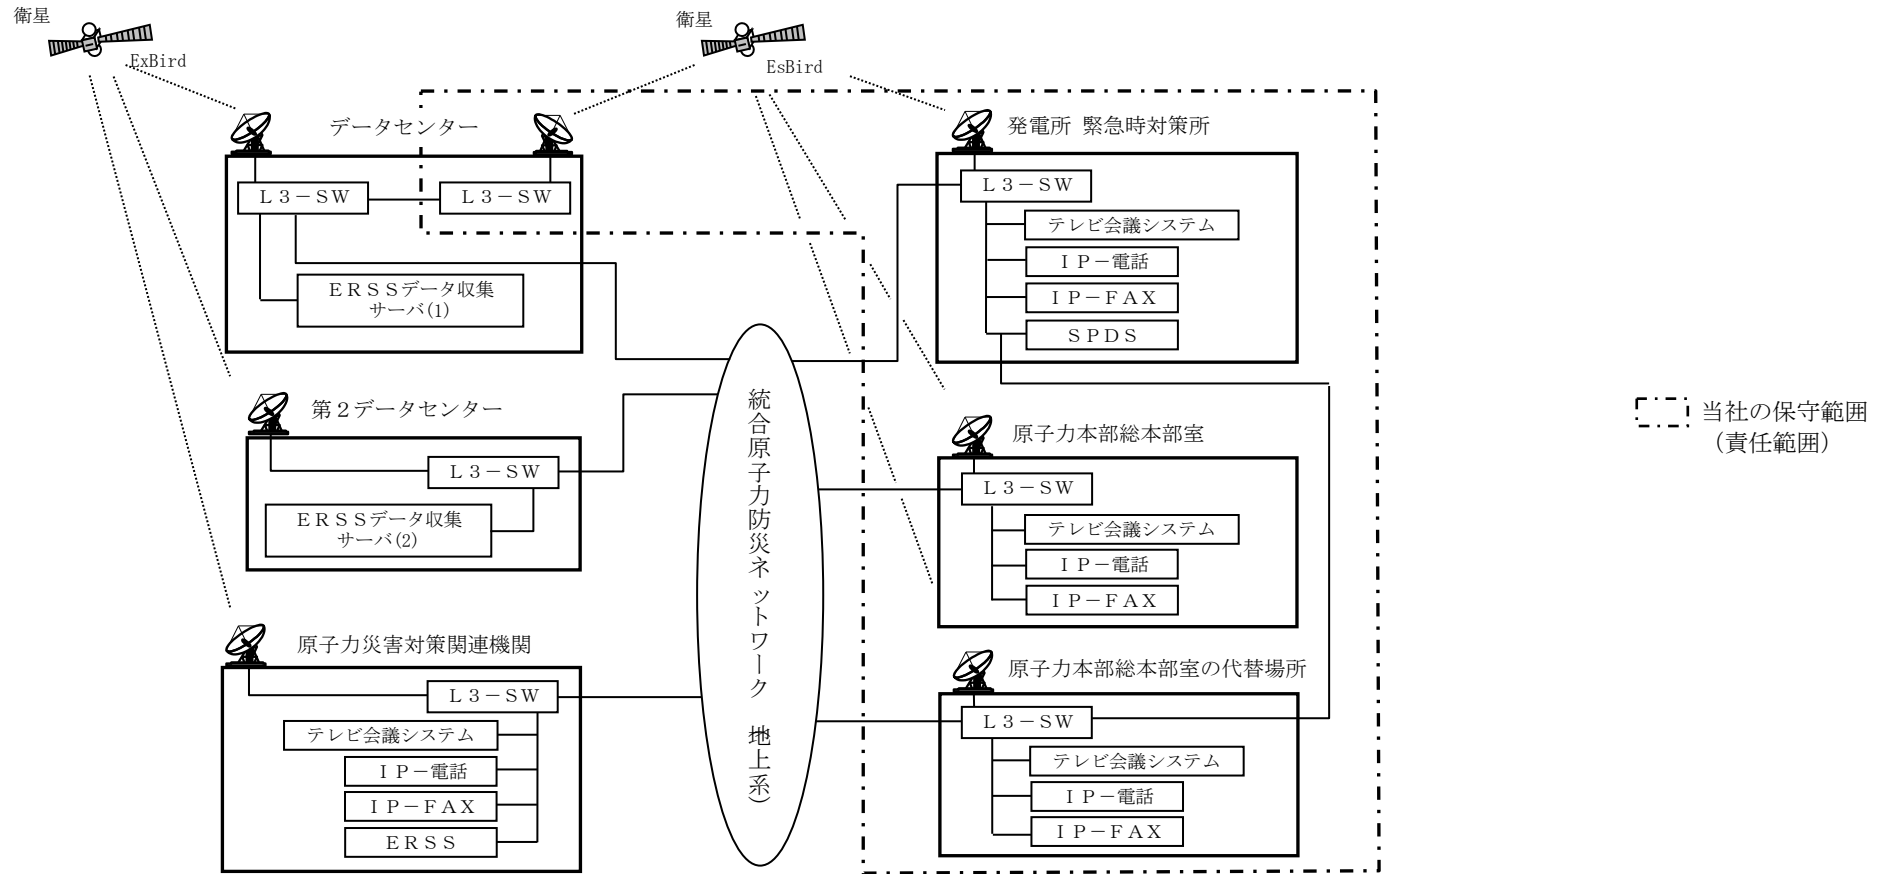 衛星
ExBird
衛星
EsBird
データセンター
Ｌ３－ＳＷ
Ｌ３－ＳＷ
ＥＲＳＳデータ収集
サーバ(1)
第２データセンター
Ｌ３－ＳＷ
ＥＲＳＳデータ収集
サーバ(2)
原子力災害対策関連機関
Ｌ３－ＳＷ
テレビ会議システム
ＩＰ－電話
ＩＰ－ＦＡＸ
ＥＲＳＳ
統合原子力防災ネットワーク　地上系）
発電所 緊急時対策所
Ｌ３－ＳＷ
テレビ会議システム
ＩＰ－電話
ＩＰ－ＦＡＸ
ＳＰＤＳ
原子力本部総本部室
Ｌ３－ＳＷ
テレビ会議システム
ＩＰ－電話
ＩＰ－ＦＡＸ
原子力本部総本部室の代替場所
Ｌ３－ＳＷ
テレビ会議システム
ＩＰ－電話
ＩＰ－ＦＡＸ
当社の保守範囲
（責任範囲）